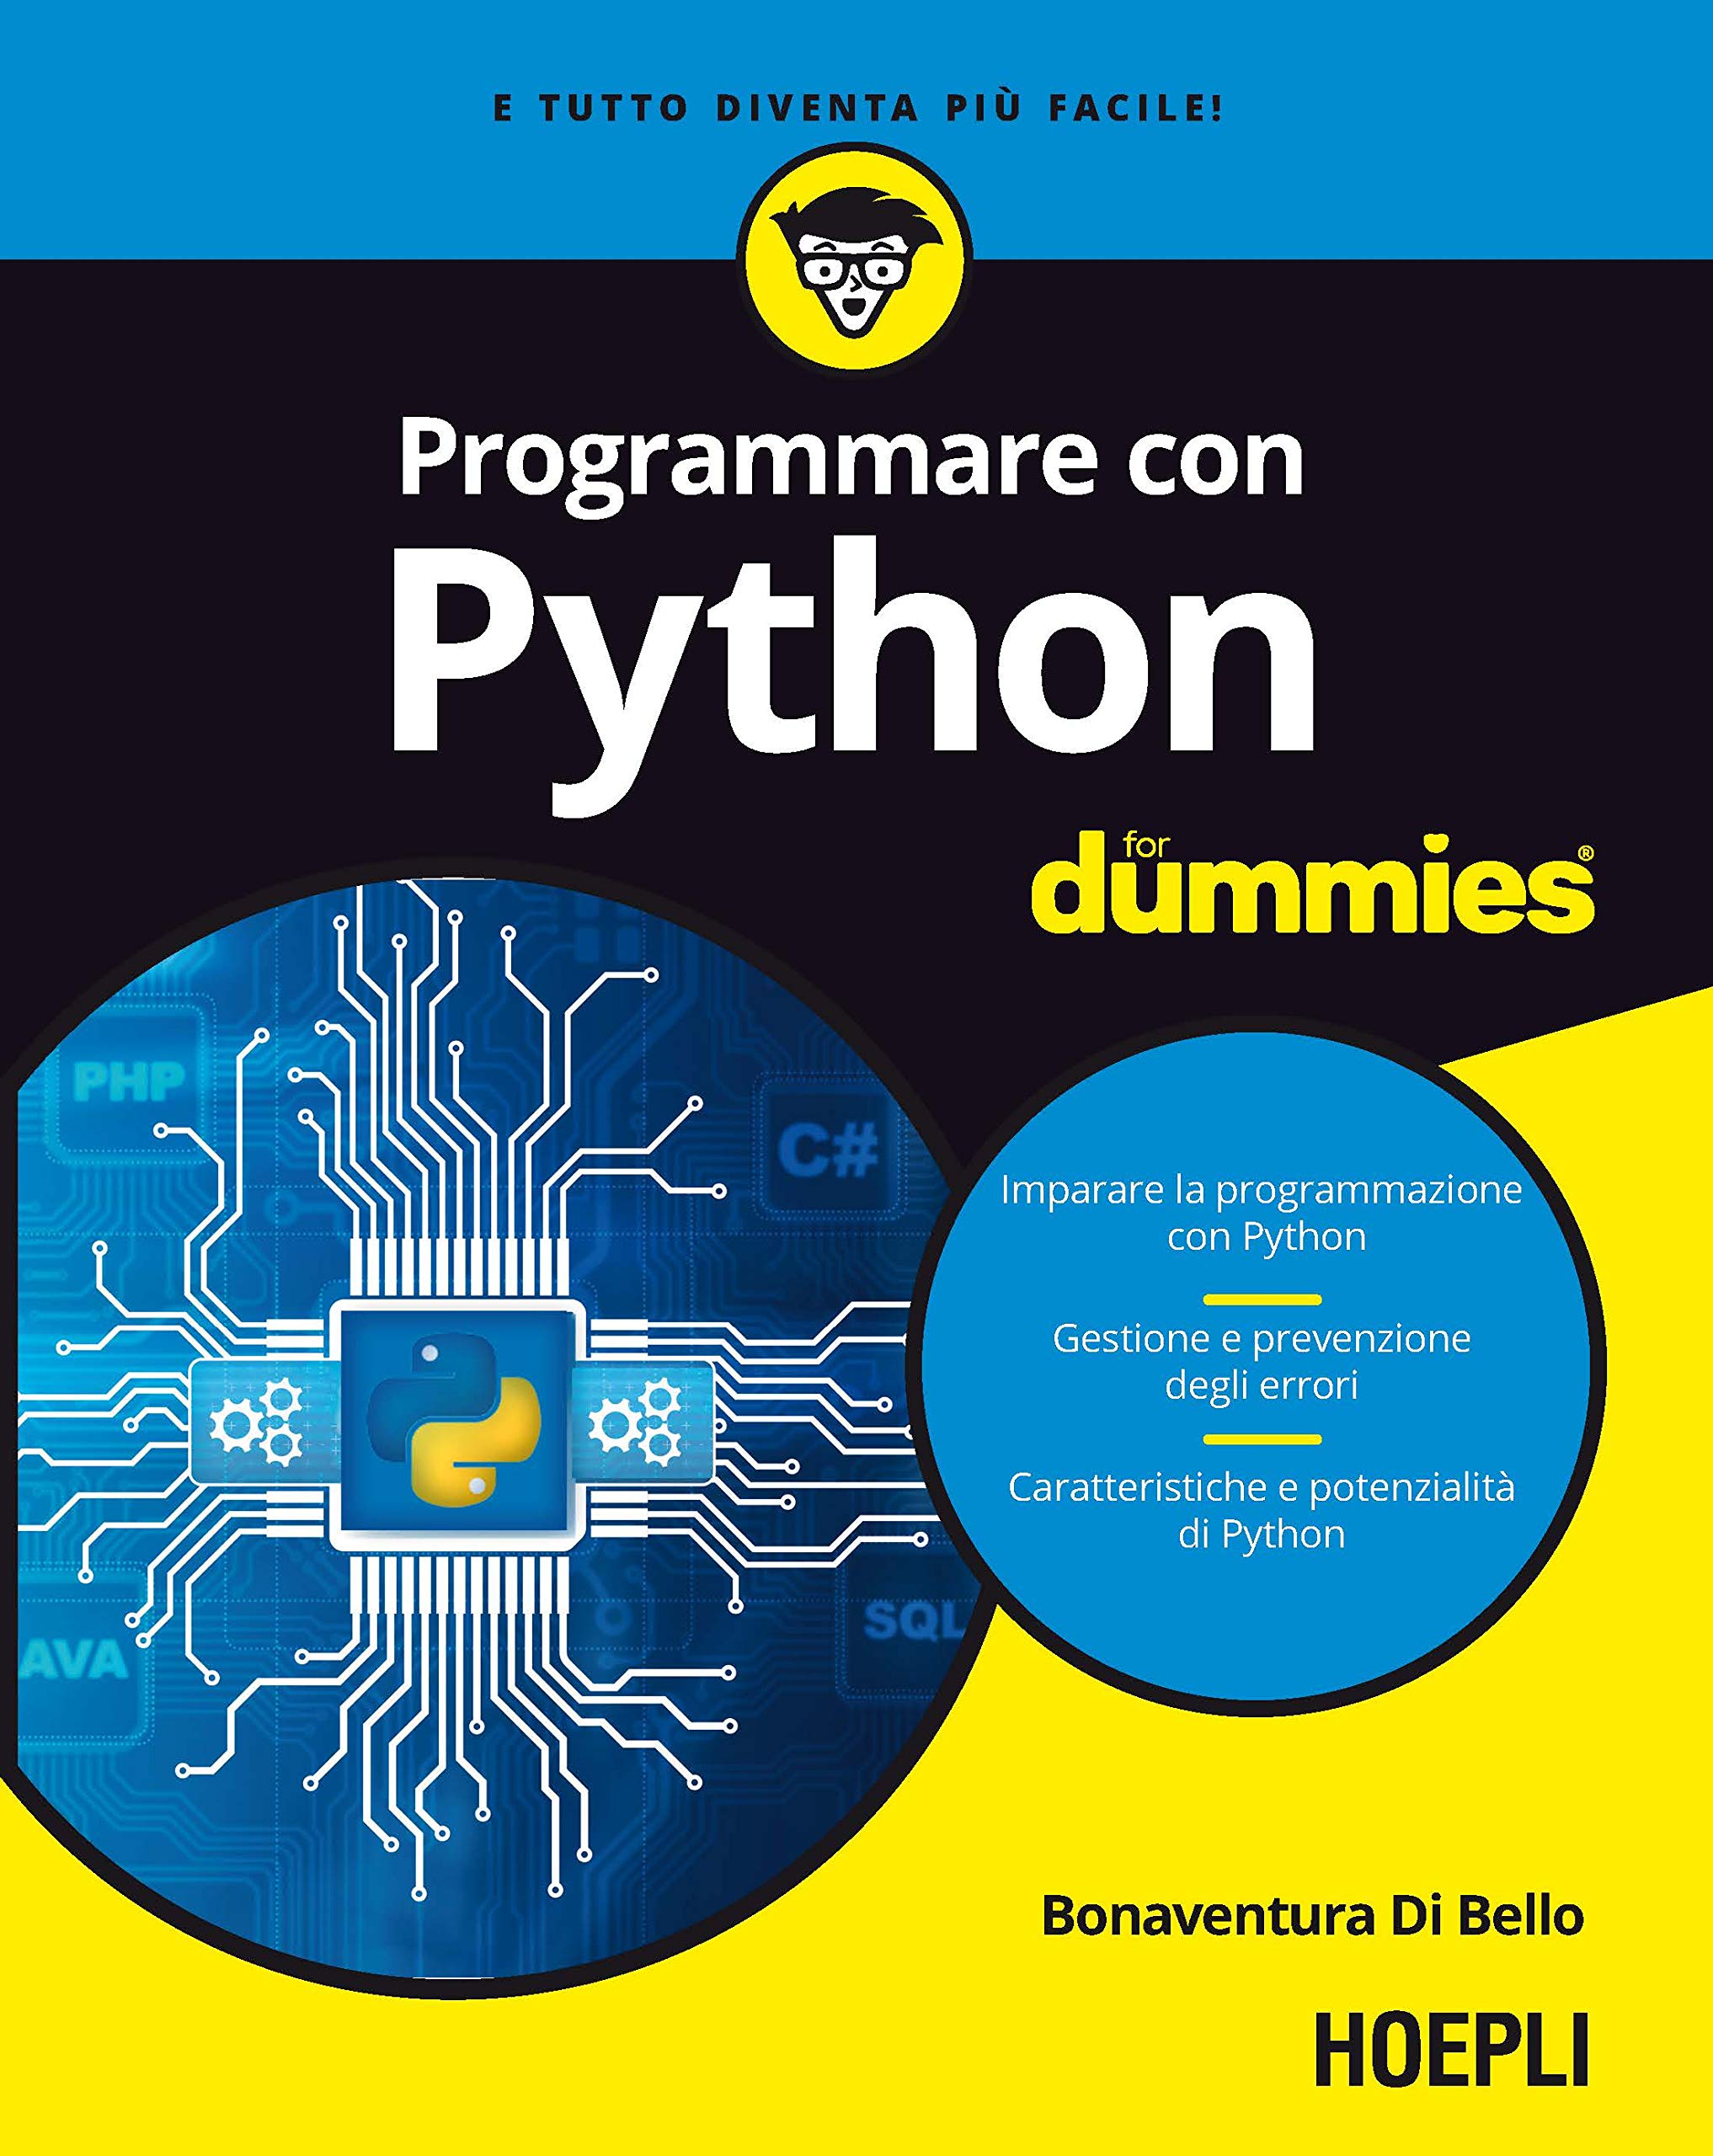 E TUTTO DIVENTA PIÙ FACILE!
Programmare con
Python
for
dummies®
PHP
C#
Imparare la programmazione
con Python
Gestione e prevenzione
degli errori
Caratteristiche e potenzialità
di Python
SQL
AVA
Bonaventura Di Bello
HOEPLI